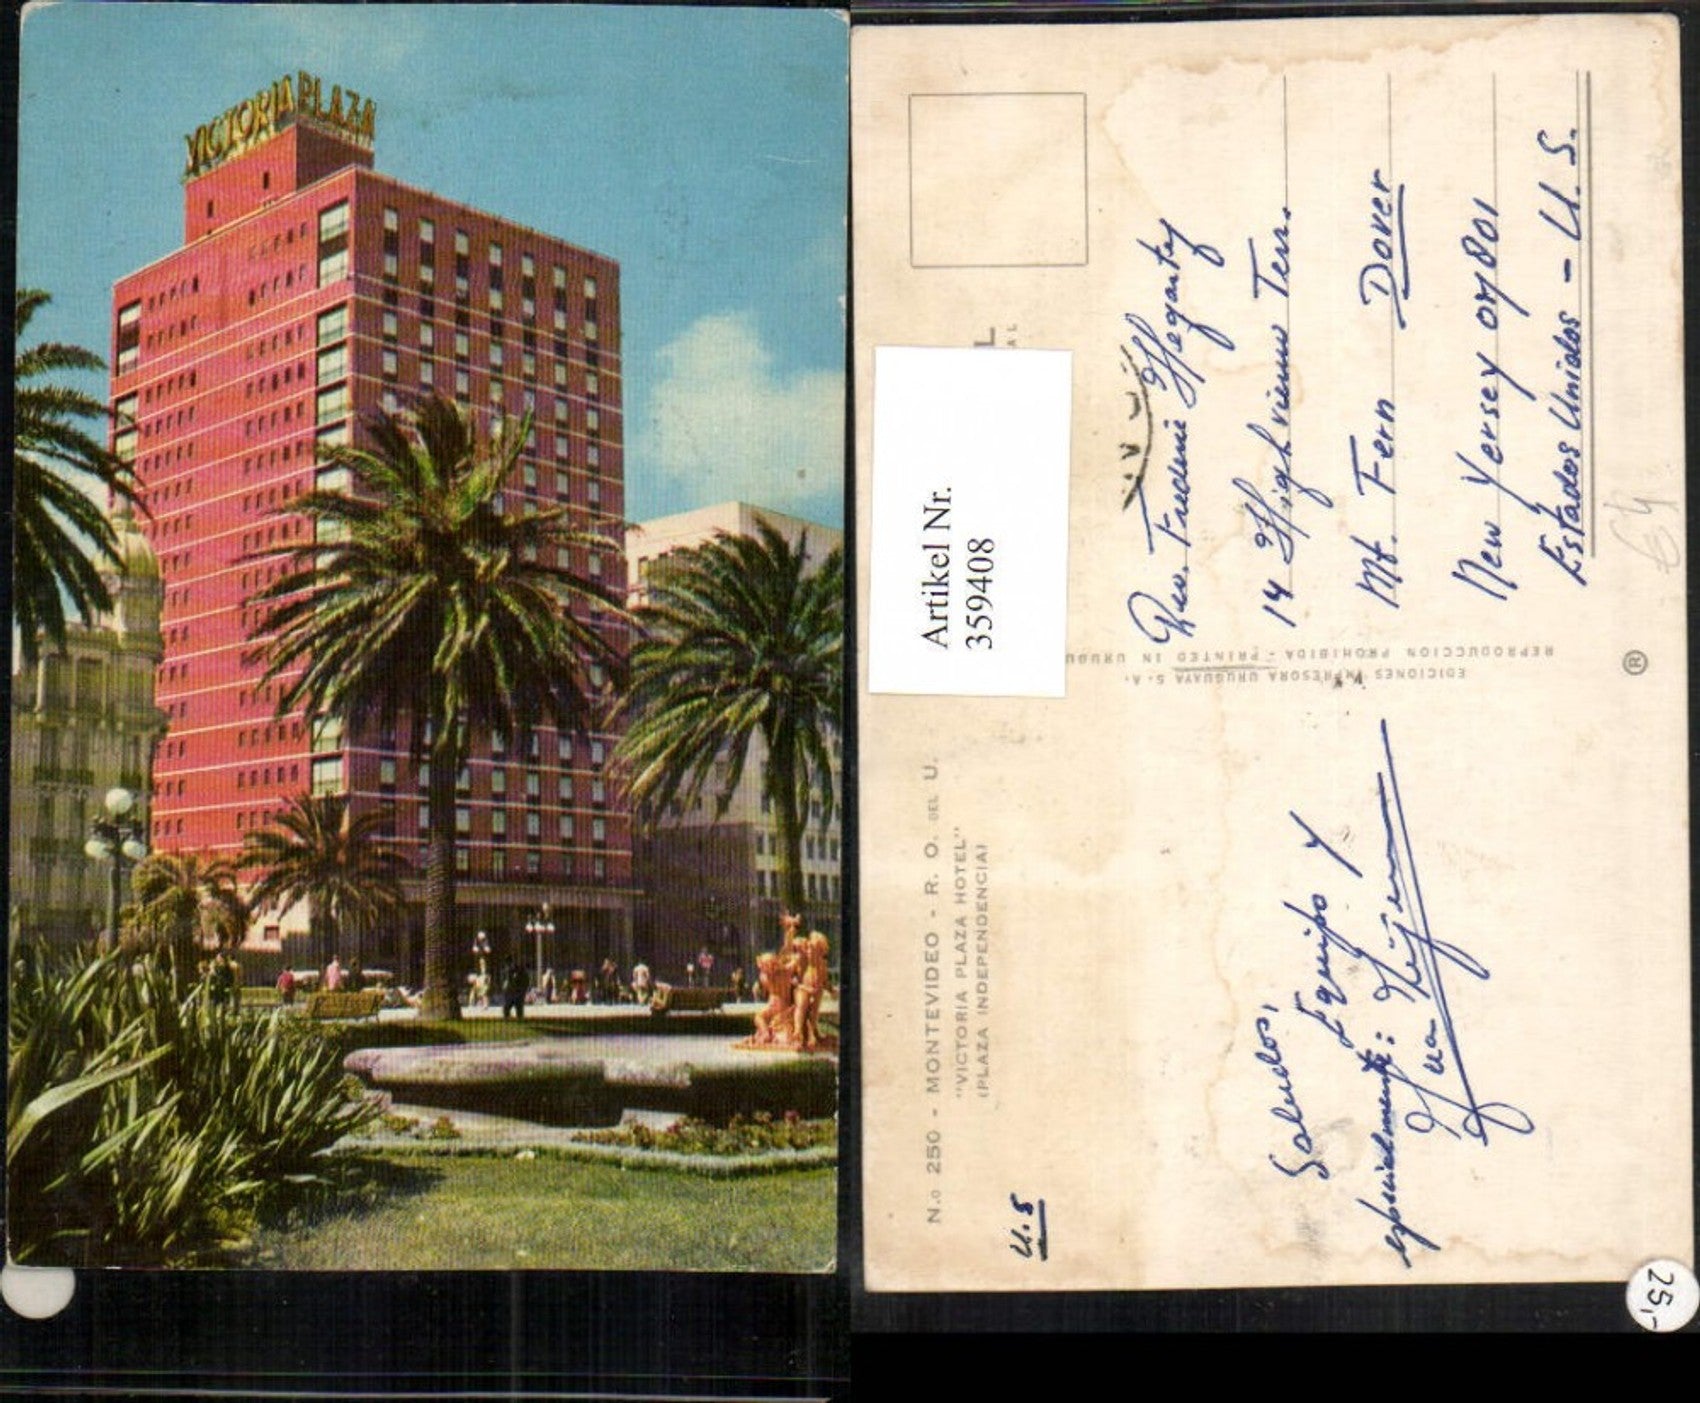 VICTORIA PLAZA
Artikel Nr.
359408
N.o 250 - MONTEVIDEO - R. O. DEL U.
"VICTORIA PLAZA HOTEL"
(PLAZA INDEPENDENCIA)
U.S
Saludos,
Equipo y
especialmente:
EDICIONES IMPRESORA URUGUAYA S.A.
REPRODUCCION PROHIBIDA - PRINTED IN URUGU
®
Rev. Frederic Hegarty
14 Highview Terr.
Mt. Fern Dover
New Yersey 07801
Estados Unidos - U.S.
25,-